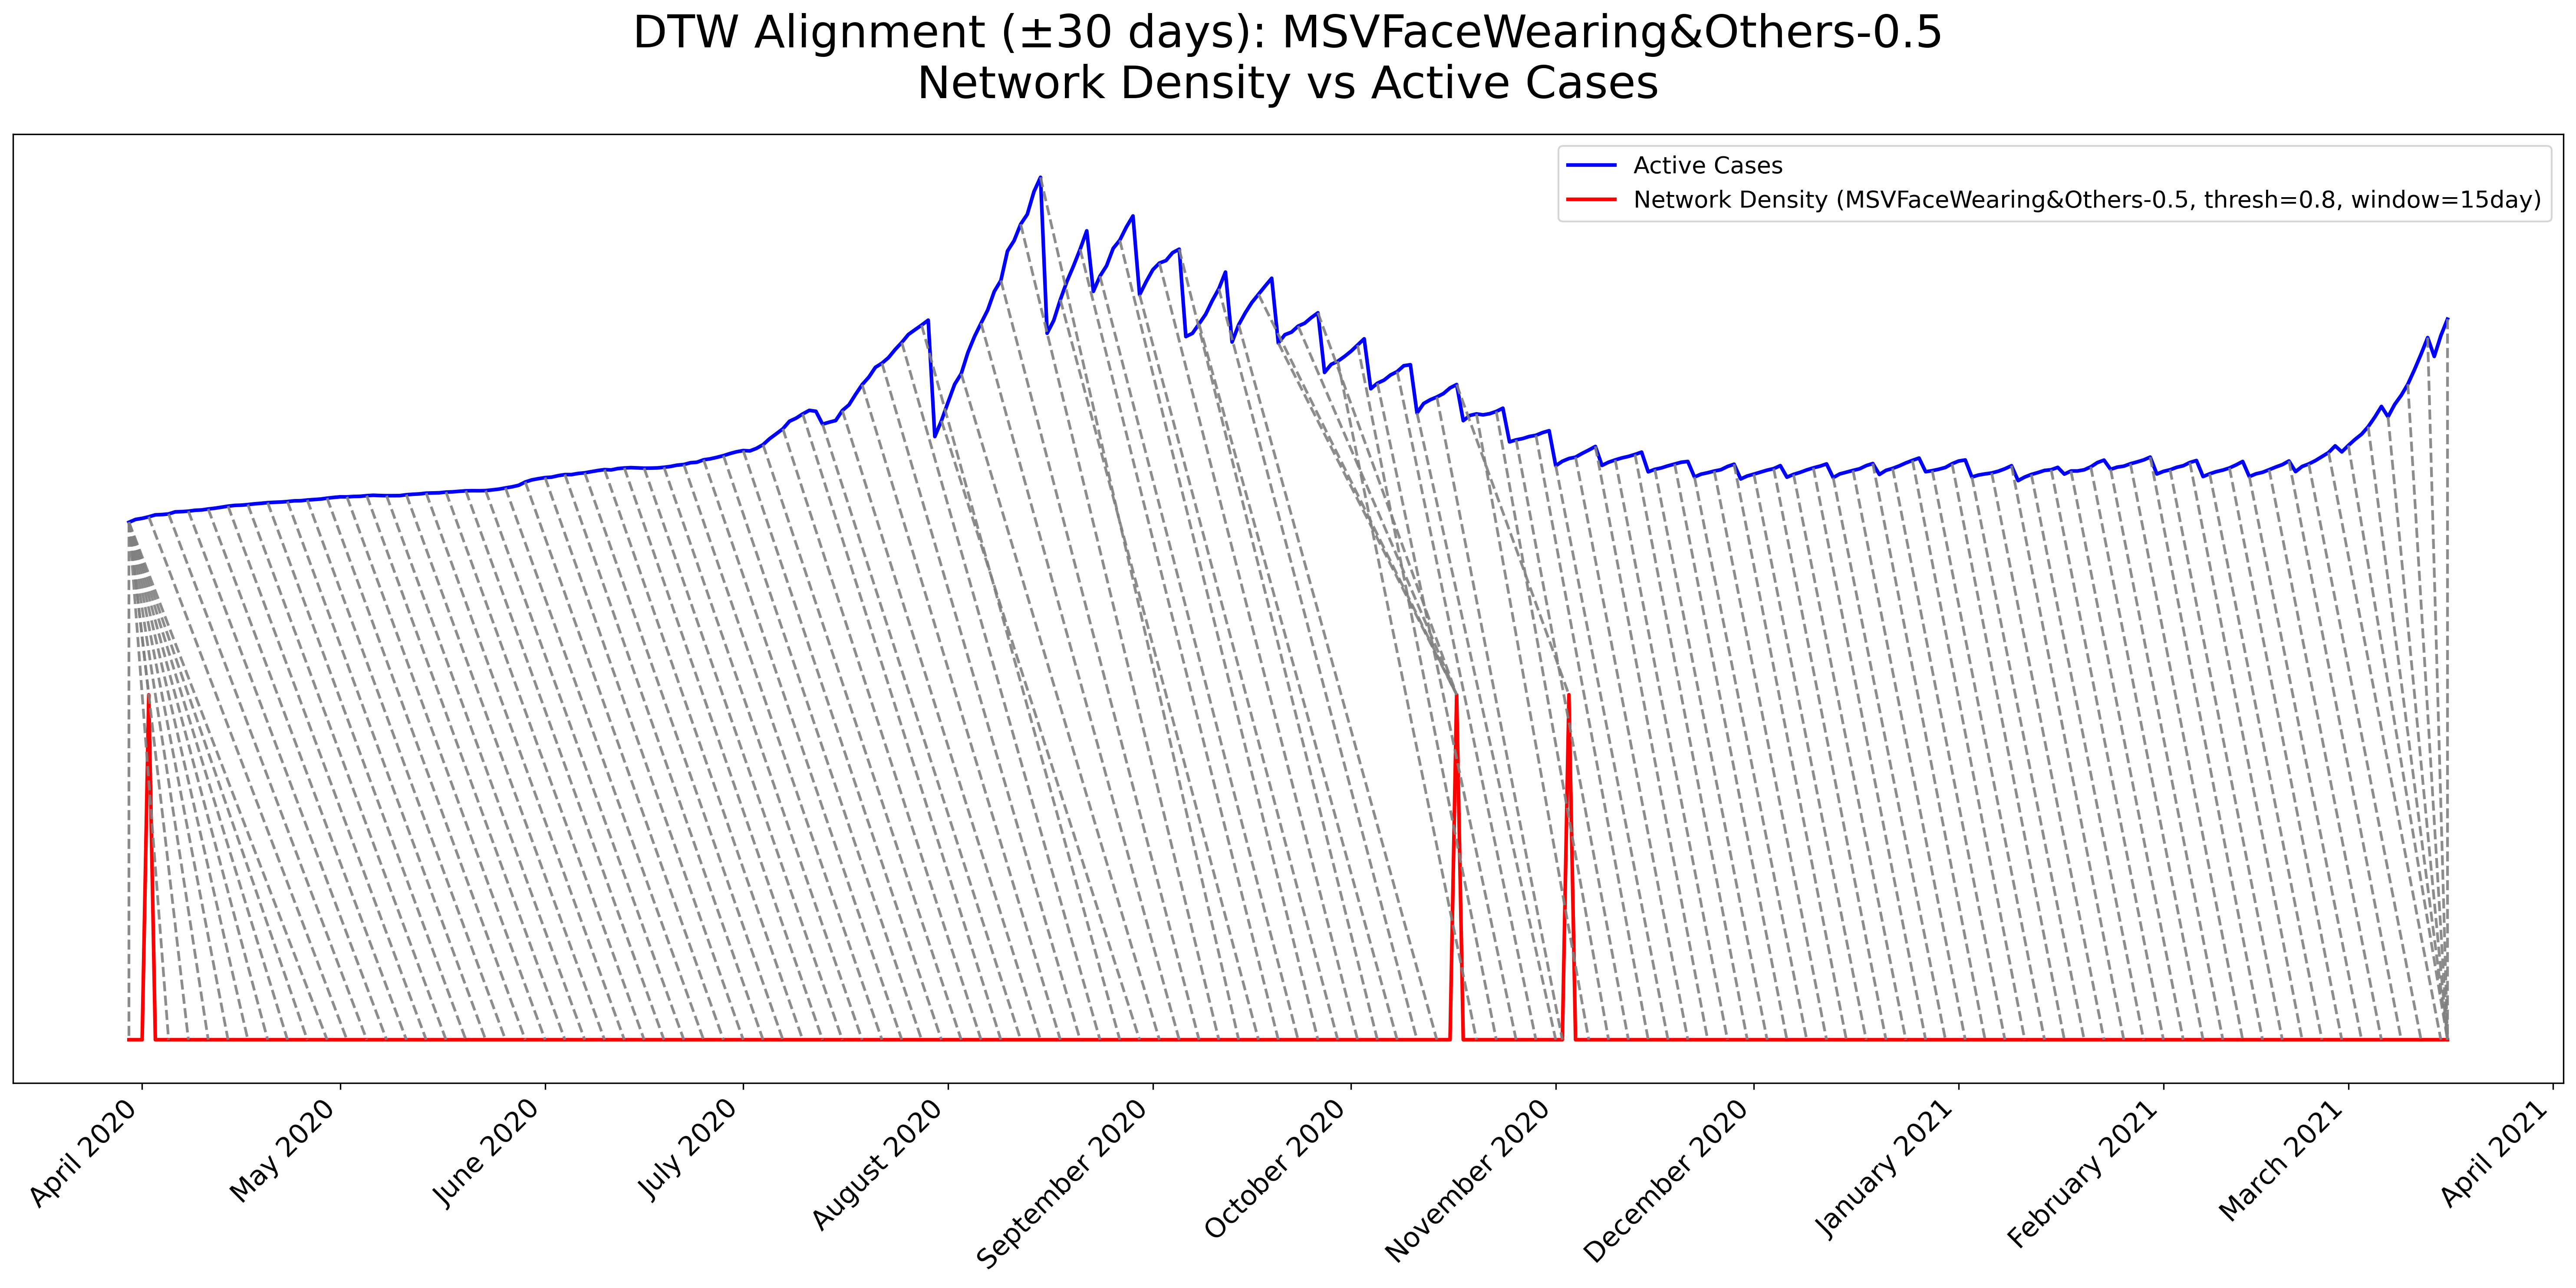 DTW Alignment (±30 days): MSVFaceWearing&Others-0.5
Network Density vs Active Cases
Active Cases
Network Density (MSVFaceWearing&Others-0.5, thresh=0.8, window=15day)
April 2020
May 2020
June 2020
July 2020
August 2020
September 2020
October 2020
November 2020
December 2020
January 2021
February 2021
March 2021
April 2021